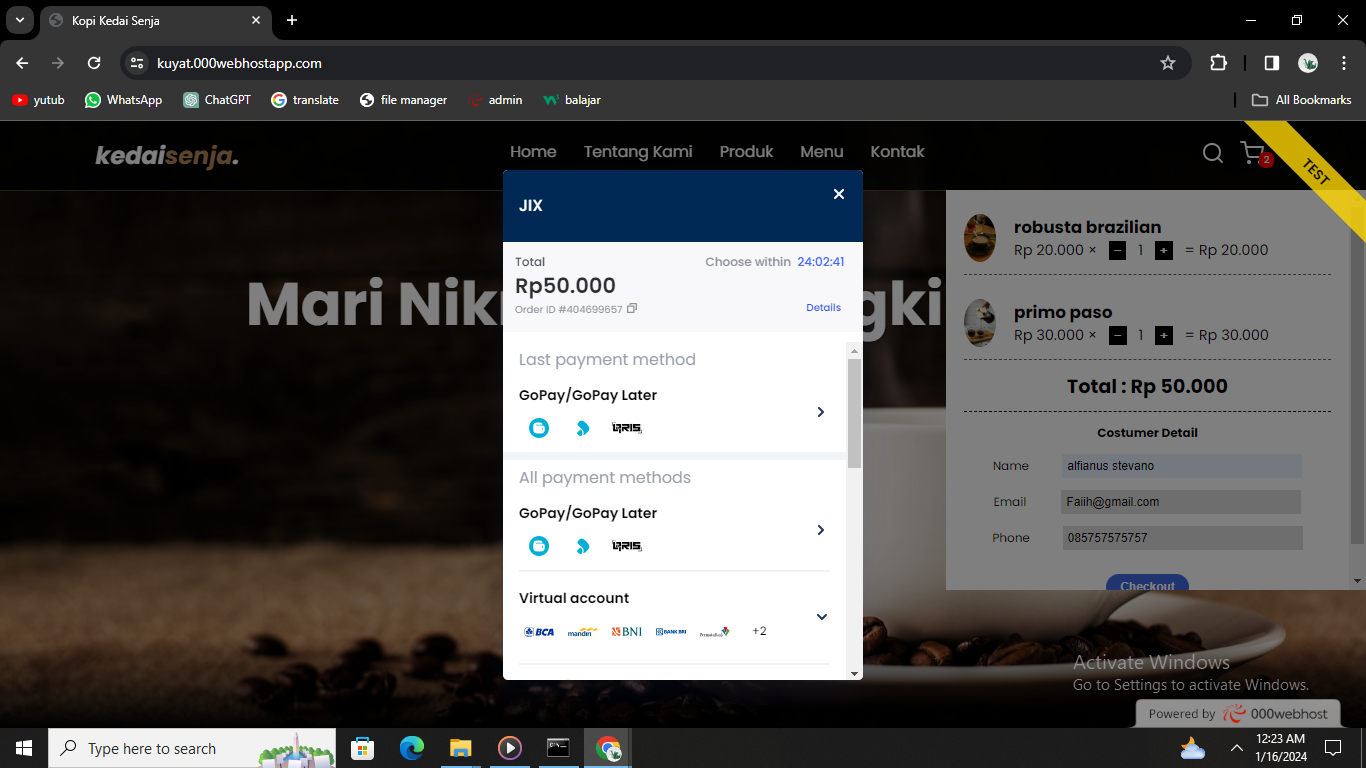 Kopi Kedai Senja
kuyat.000webhostapp.com
yutub WhatsApp ChatGPT translate file manager admin balajar All Bookmarks
kedaisenja. Home Tentang Kami Produk Menu Kontak 2
TEST
JIX
Total Choose within 24:02:41
Rp50.000
Order ID #404699657 Details
Last payment method
GoPay/GoPay Later
QRIS
All payment methods
GoPay/GoPay Later
QRIS
Virtual account
BCA mandiri BNI BANK BRI PermataBank +2
Mari
robusta brazilian
Rp 20.000 × − 1 + = Rp 20.000
primo paso
Rp 30.000 × − 1 + = Rp 30.000
Total : Rp 50.000
Costumer Detail
Name alfianus stevano
Email Faiih@gmail.com
Phone 085757575757
Checkout
Activate Windows
Go to Settings to activate Windows.
Powered by 000webhost
Type here to search
12:23 AM
1/16/2024